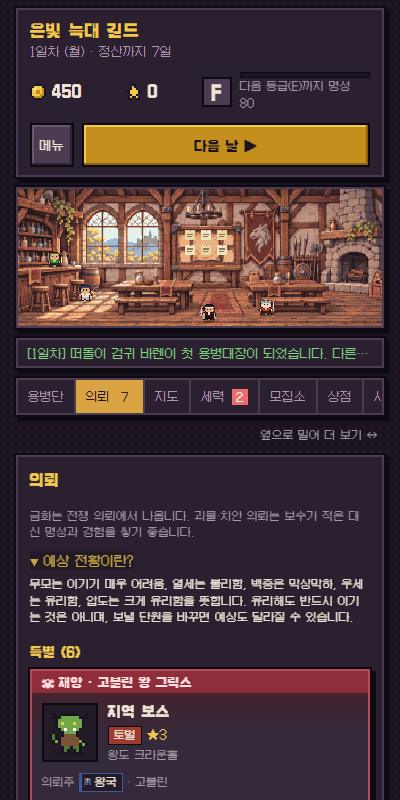 은빛 늑대 길드
1일차 (월) · 정산까지 7일
450
0
F
다음 등급(E)까지 명성
80
메뉴
다음 날 ▶
[1일차] 떠돌이 검귀 바렌이 첫 용병대장이 되었습니다. 다른…
용병단
의뢰 7
지도
세력 2
모집소
상점
옆으로 밀어 더 보기 ↔
의뢰
금화는 전쟁 의뢰에서 나옵니다. 괴물·치안 의뢰는 보수가 적은 대
신 명성과 경험을 쌓기 좋습니다.
▼ 예상 전황이란?
무모는 이기기 매우 어려움, 열세는 불리함, 백중은 막상막하, 우세
는 유리함, 압도는 크게 유리함을 뜻합니다. 유리해도 반드시 이기
는 것은 아니며, 보낼 단원을 바꾸면 예상도 달라질 수 있습니다.
특별 (6)
재앙 · 고블린 왕 그릭스
지역 보스
토벌 ★3
왕도 크라운홀
의뢰주 왕국 · 고블린